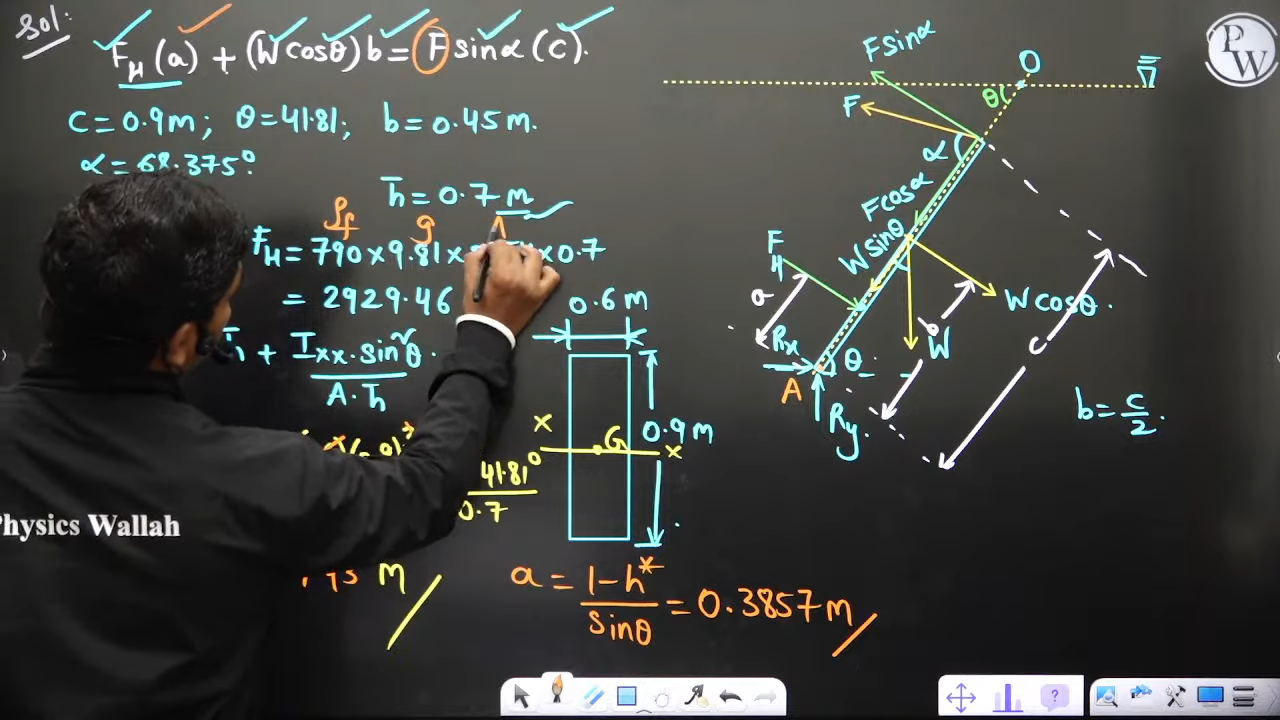 Sol:
F_H (a) + (W cosθ) b = F sinα (c).
c = 0.9m ; θ = 41.81 ; b = 0.45 m.
α = 68.375°
h̄ = 0.7 m
ρf g A
F_H = 790 × 9.81 × × 0.7
= 2929.46
h̄ + Ixx . sin²θ
A . h̄
41.81°
0.7
m
a = 1 - h* = 0.3857 m
sinθ
0.6 m
0.9 m
x G x
F sinα
F
O
θ
α
F cosα
W sinθ
F_H
a
W cosθ.
b
W
c
Rx
θ
A
Ry.
b = c/2.
PW
Physics Wallah